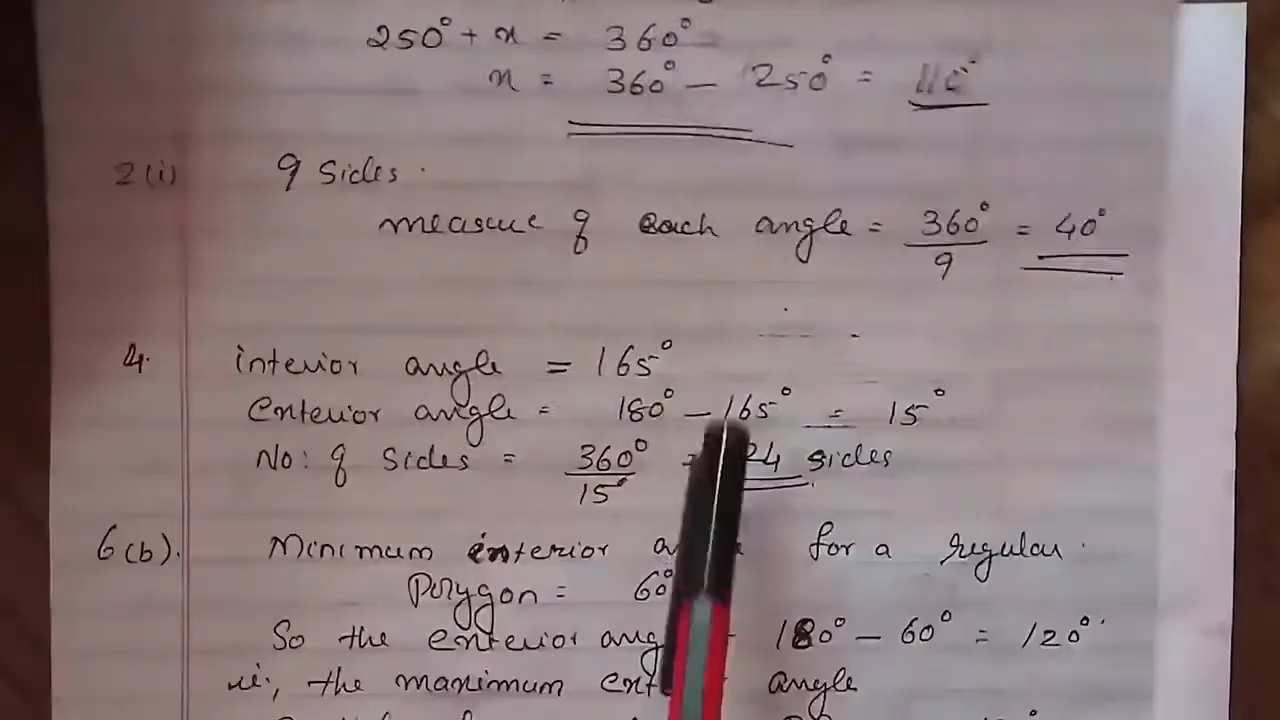 250° + x = 360°
x = 360° - 250° = 110°
2(i) 9 Sides.
measure of each angle = 360°/9 = 40°
4. interior angle = 165°
Exterior angle = 180° - 165° = 15°
No: of sides = 360°/15° = 24 sides
6(b). Minimum interior for a regular
Polygon = 60°
So the exterior 180° - 60° = 120°
ie:, the maximum angle